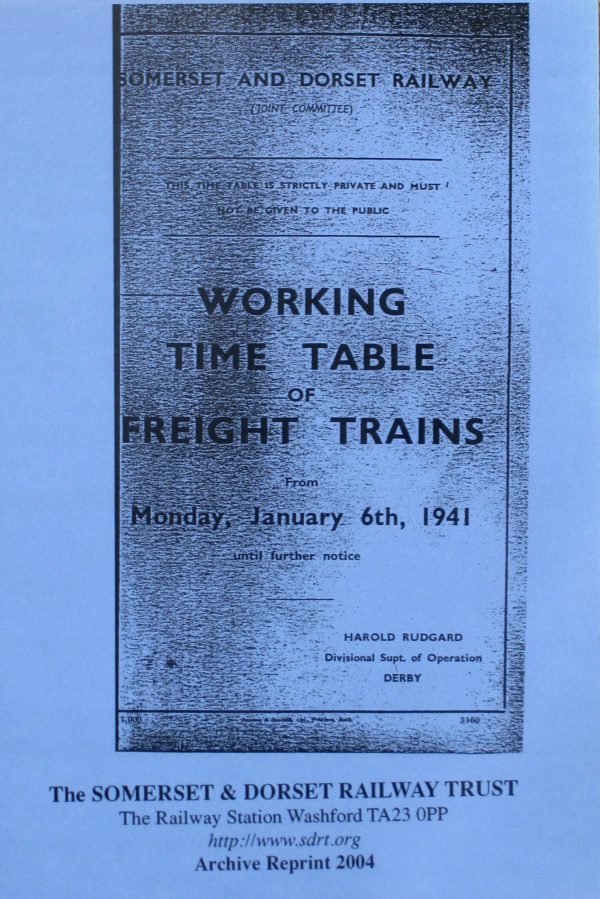 SOMERSET AND DORSET RAILWAY
(JOINT COMMITTEE)
THIS TIME TABLE IS STRICTLY PRIVATE AND MUST
NOT BE GIVEN TO THE PUBLIC
WORKING
TIME TABLE
OF
FREIGHT TRAINS
From
Monday, January 6th, 1941
until further notice
HAROLD RUDGARD
Divisional Supt. of Operation
DERBY
1,000 Ltd., Printers, Bath. 3160
The SOMERSET & DORSET RAILWAY TRUST
The Railway Station Washford TA23 0PP
http://www.sdrt.org
Archive Reprint 2004